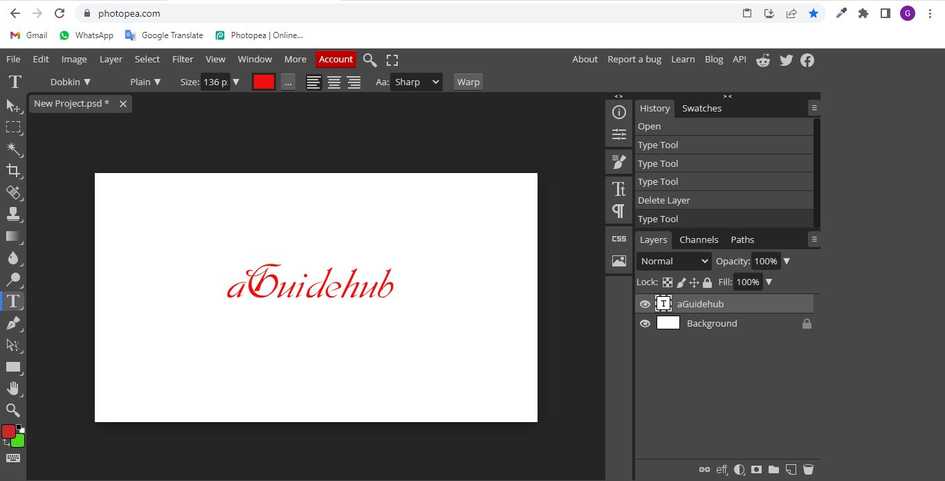 photopea.com
G
Gmail WhatsApp Google Translate Photopea | Online...
File Edit Image Layer Select Filter View Window More Account About Report a bug Learn Blog API
T Dobkin Plain Size: 136 p ... Aa: Sharp Warp
New Project.psd *
< > > <
History Swatches
Open
Type Tool
Type Tool
Type Tool
Delete Layer
Type Tool
CSS
Layers Channels Paths
Normal Opacity: 100%
Lock: Fill: 100%
T aGuidehub
Background
aGuidehub
eff